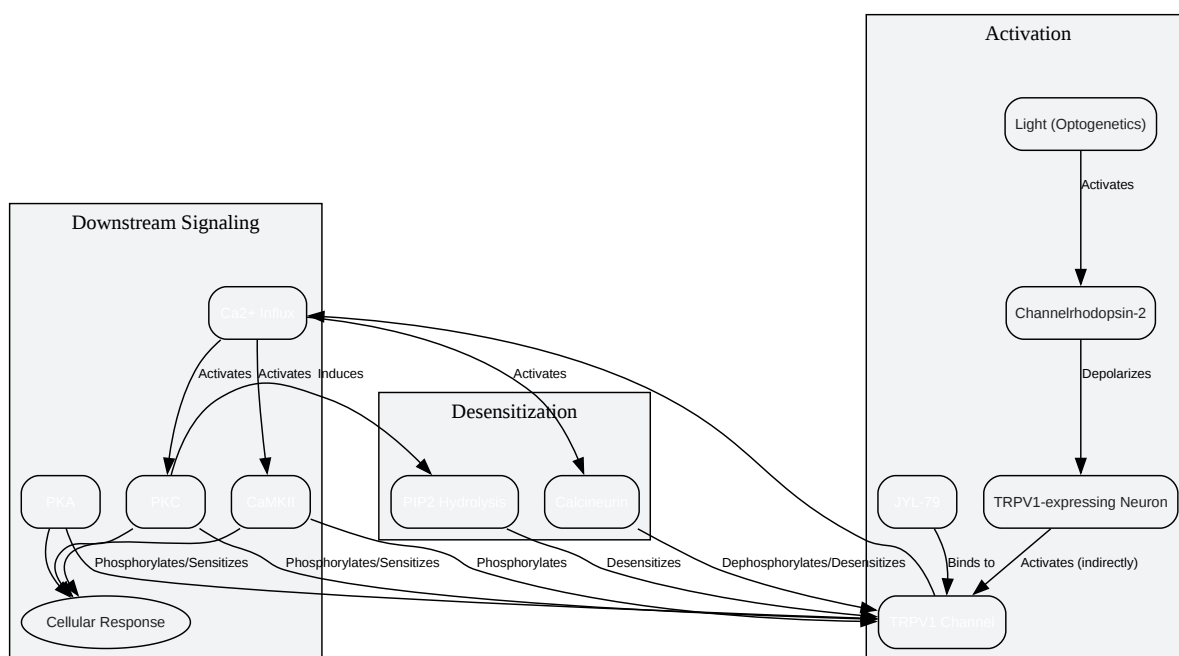 Activation
Light (Optogenetics)
Activates
Downstream Signaling
Ca2+ Influx
Channelrhodopsin-2
Activates
Activates
Induces
Activates
Depolarizes
Desensitization
PKA
PKC
CaMKII
PIP2 Hydrolysis
Calcineurin
JYL-79
TRPV1-expressing Neuron
Phosphorylates/Sensitizes
Phosphorylates/Sensitizes
Phosphorylates
Desensitizes
Dephosphorylates/Desensitizes
Binds to
Activates (indirectly)
Cellular Response
TRPV1 Channel